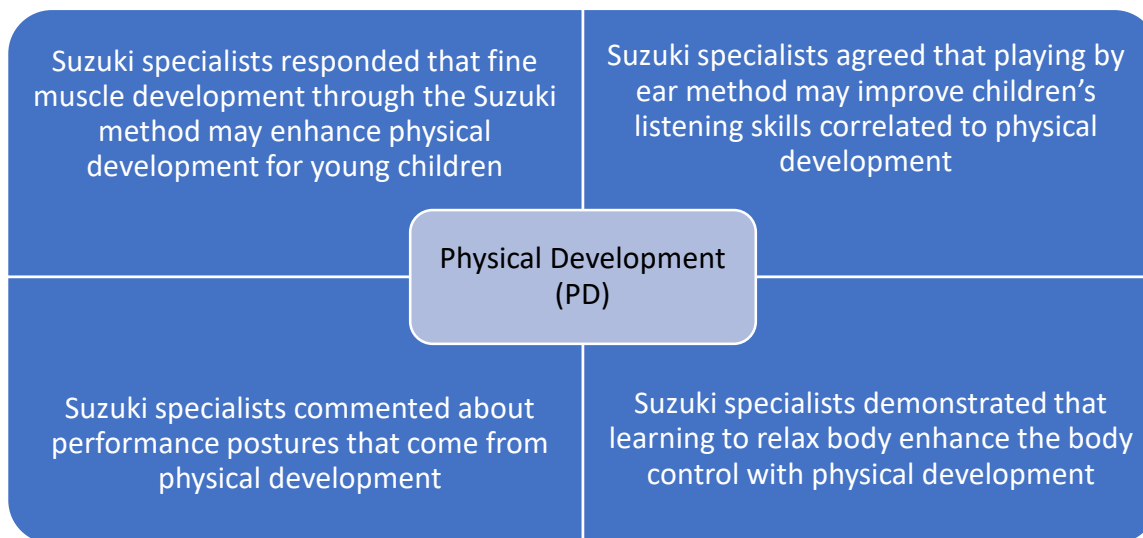 Suzuki specialists responded that fine
muscle development through the Suzuki
method may enhance physical
development for young children
Suzuki specialists agreed that playing by
ear method may improve children’s
listening skills correlated to physical
development
Physical Development
(PD)
Suzuki specialists commented about
performance postures that come from
physical development
Suzuki specialists demonstrated that
learning to relax body enhance the body
control with physical development